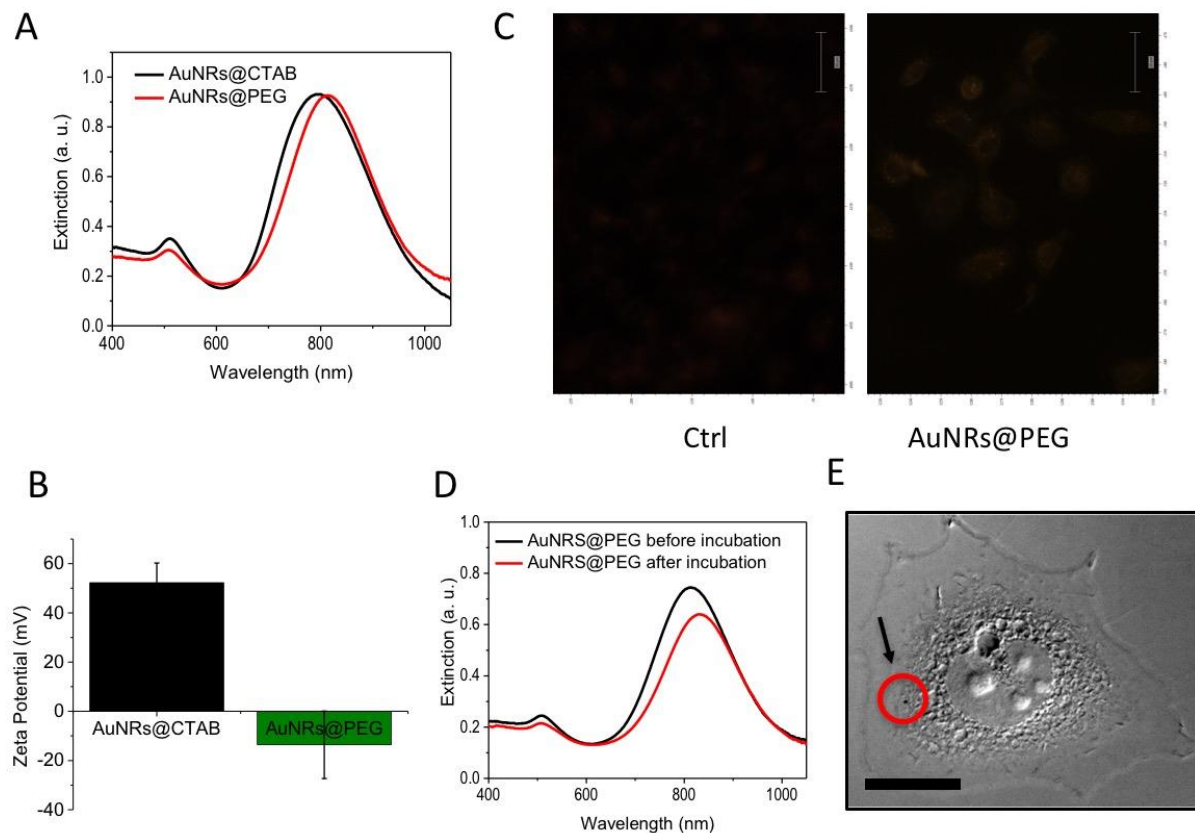 A
AuNRs@CTAB
AuNRs@PEG
1.0
0.8
0.6
0.4
0.2
0.0
Extinction (a. u.)
400
600
800
1000
Wavelength (nm)
C
Ctrl
AuNRs@PEG
B
60
40
20
0
-20
-40
Zeta Potential (mV)
AuNRs@CTAB
AuNRs@PEG
D
AuNRS@PEG before incubation
AuNRS@PEG after incubation
1.0
0.8
0.6
0.4
0.2
0.0
Extinction (a. u.)
400
600
800
1000
Wavelength (nm)
E